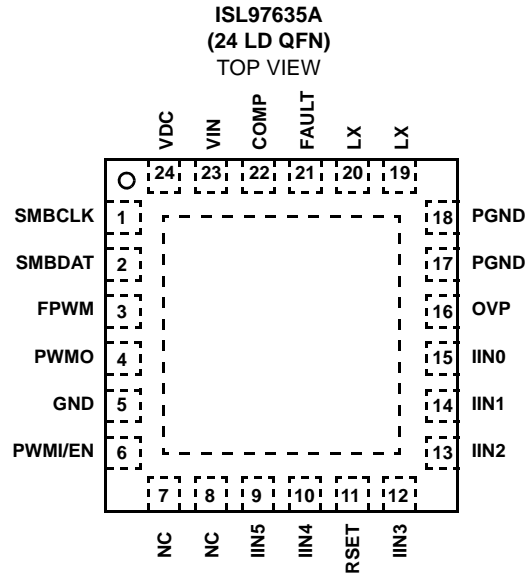 ISL97635A
(24 LD QFN)
TOP VIEW
VDC
VIN
COMP
FAULT
LX
LX
24
23
22
21
20
19
SMBCLK 1
SMBDAT 2
FPWM 3
PWMO 4
GND 5
PWMI/EN 6
18 PGND
17 PGND
16 OVP
15 IIN0
14 IIN1
13 IIN2
7
8
9
10
11
12
NC
NC
IIN5
IIN4
RSET
IIN3